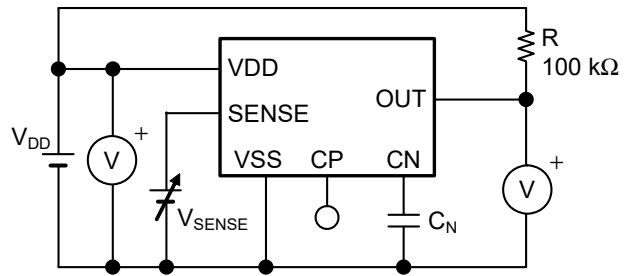 R
100 kΩ
VDD
OUT
SENSE
V_DD
+
V
VSS CP CN
+
V
V_SENSE
C_N